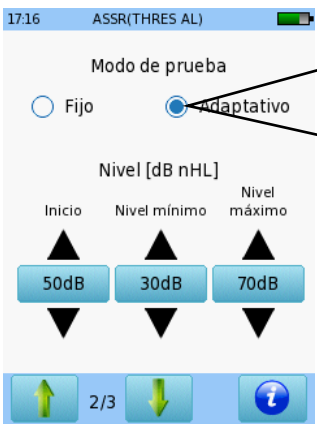 17:16 ASSR(THRES AL)
Modo de prueba
Fijo Adaptativo
Nivel [dB nHL]
Inicio Nivel mínimo Nivel máximo
50dB 30dB 70dB
2/3 i